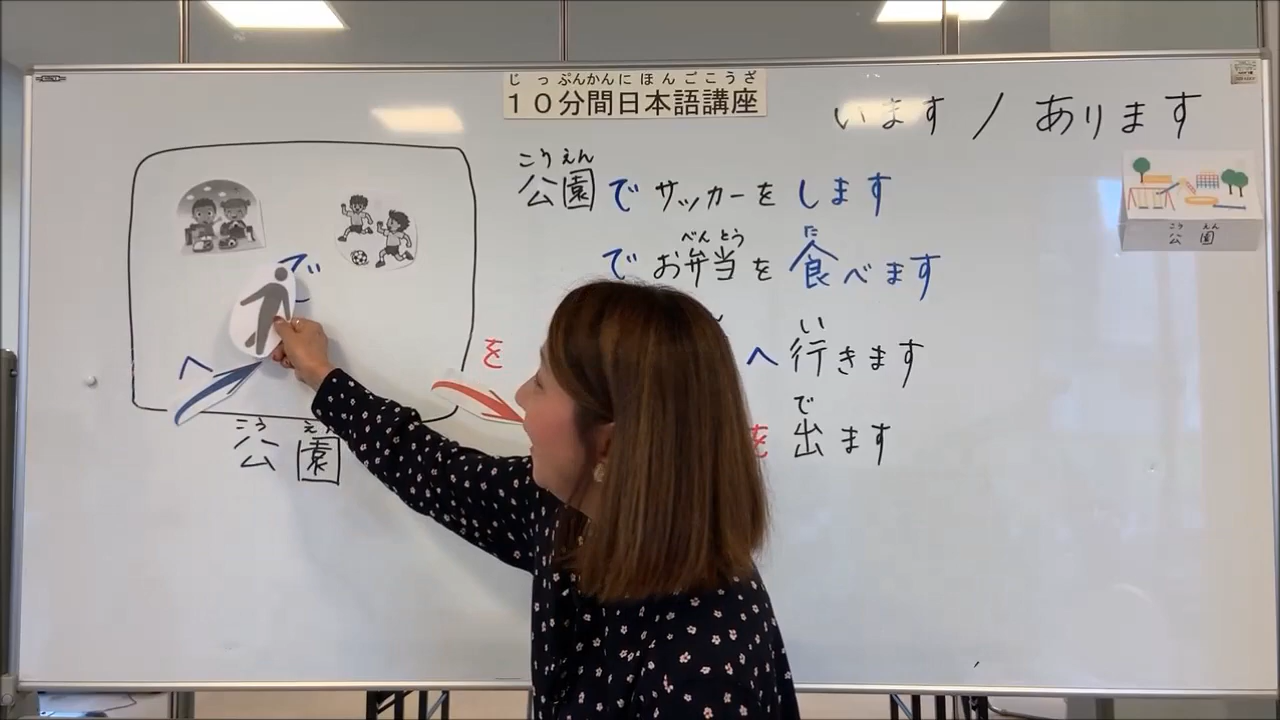 じっぷんかんにほんごこうざ
10分間日本語講座
います / あります
こうえん
公園でサッカーをします
べんとう た
でお弁当を食べます
い
へ行きます
で
を出ます
で
へ
を
こう えん
公園
こう えん
公園